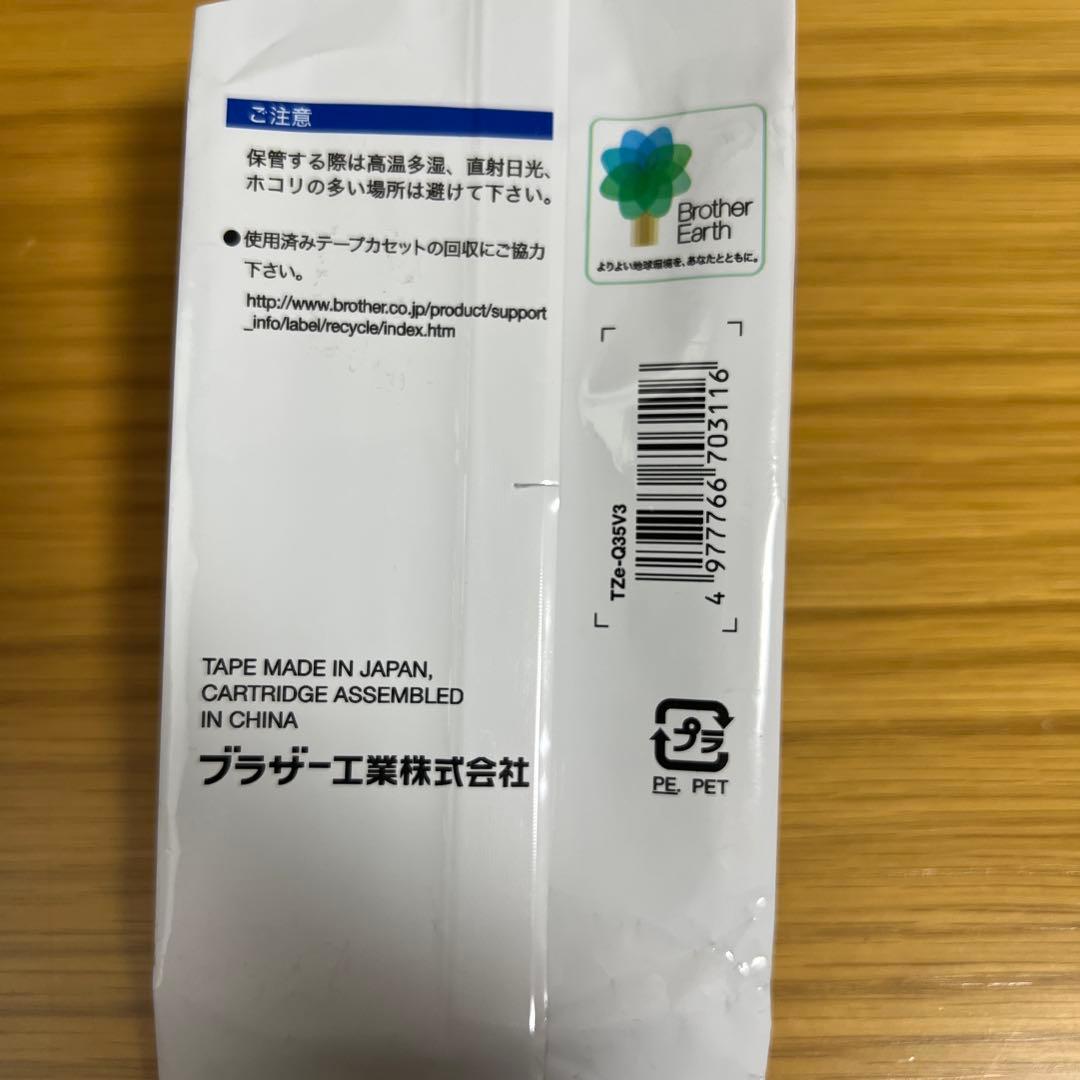 ご注意
保管する際は高温多湿、直射日光、
ホコリの多い場所は避けて下さい。
●使用済みテープカセットの回収にご協力
下さい。
http://www.brother.co.jp/product/support
_info/label/recycle/index.htm
TAPE MADE IN JAPAN,
CARTRIDGE ASSEMBLED
IN CHINA
ブラザー工業株式会社
Brother
Earth
よりよい地球環境を、あなたとともに。
TZe-Q35V3
4 977766 703116
プラ
PE, PET